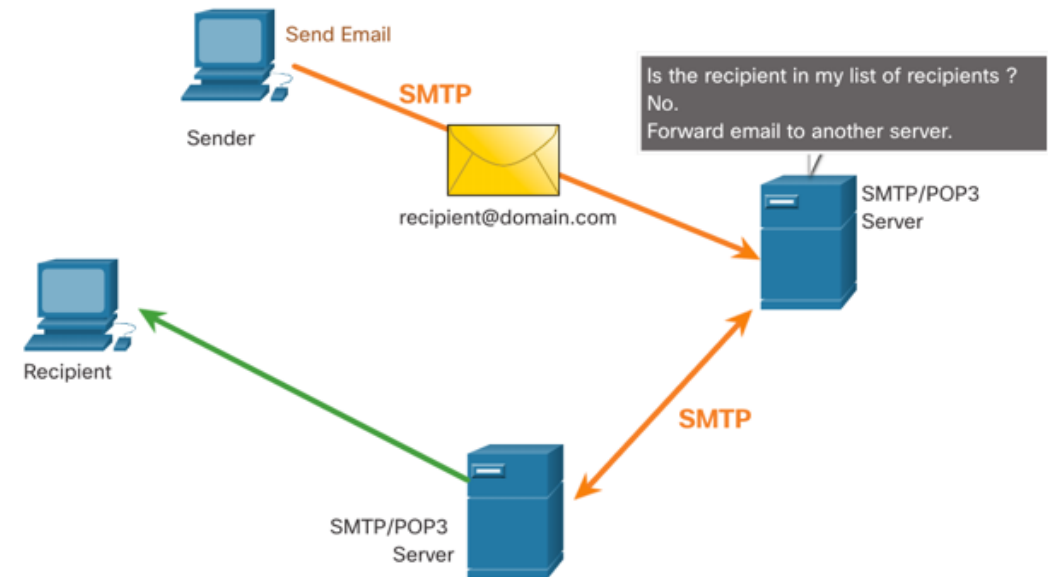 Send Email
SMTP
Sender
recipient@domain.com
Is the recipient in my list of recipients ?
No.
Forward email to another server.
SMTP/POP3
Server
Recipient
SMTP
SMTP/POP3
Server